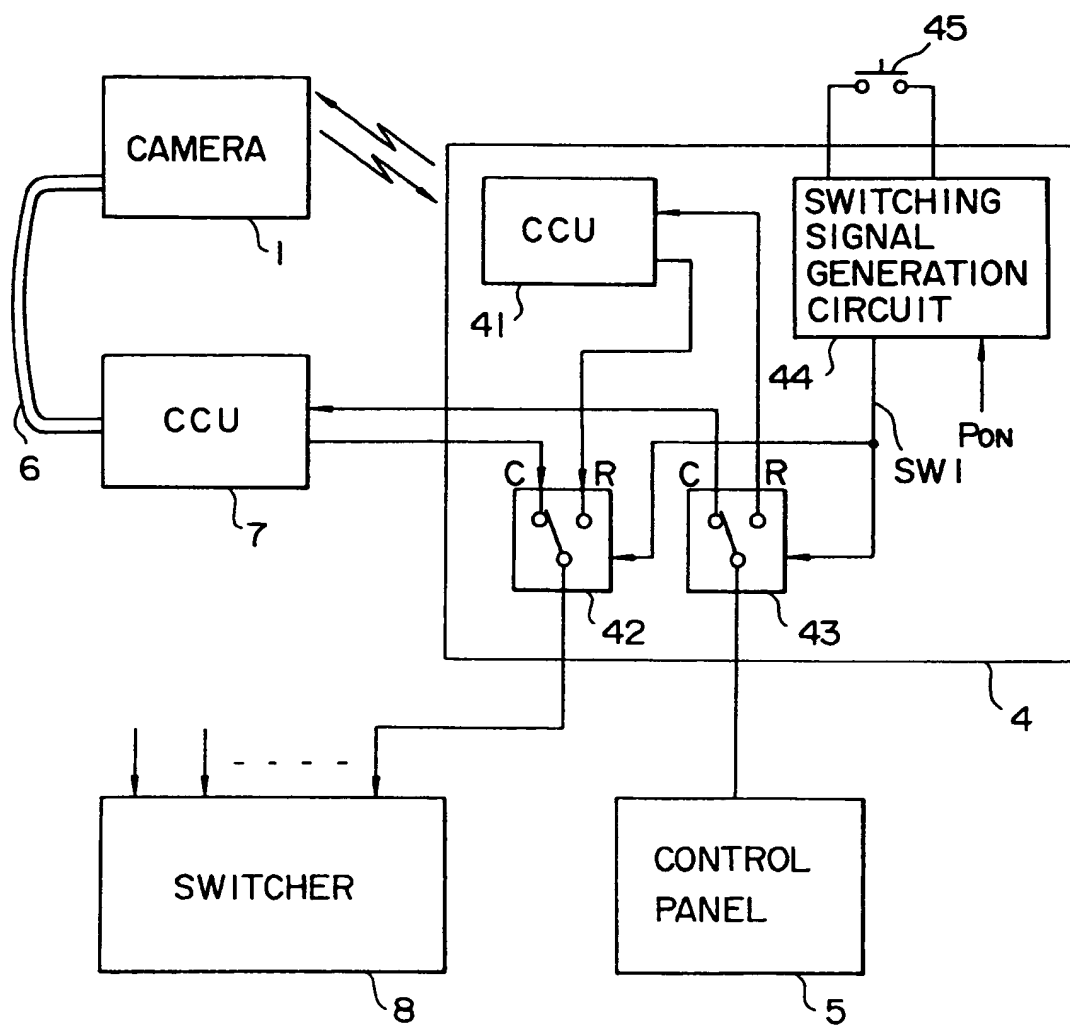 45
CAMERA
1
CCU
41
SWITCHING
SIGNAL
GENERATION
CIRCUIT
44
PON
SW1
CCU
6
7
C
R
C
R
42
43
4
SWITCHER
8
CONTROL
PANEL
5